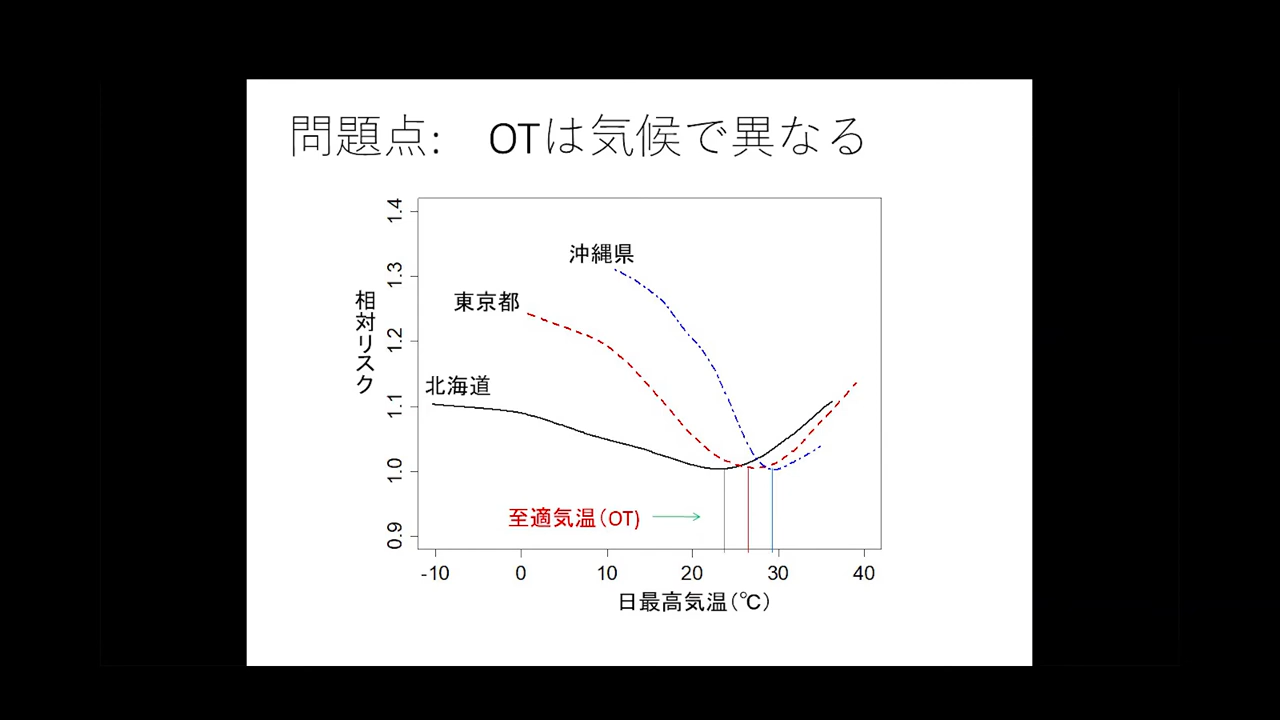 問題点:　OTは気候で異なる
1.4
1.3
1.2
1.1
1.0
0.9
相対リスク
沖縄県
東京都
北海道
至適気温(OT)
-10 0 10 20 30 40
日最高気温(℃)